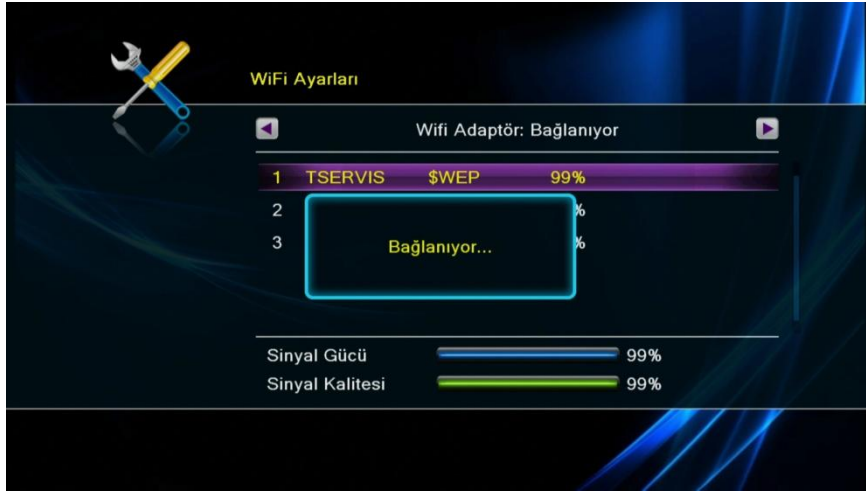 WiFi Ayarları
Wifi Adaptör: Bağlanıyor
1 TSERVIS $WEP 99%
2 %
3 %
Bağlanıyor...
Sinyal Gücü 99%
Sinyal Kalitesi 99%